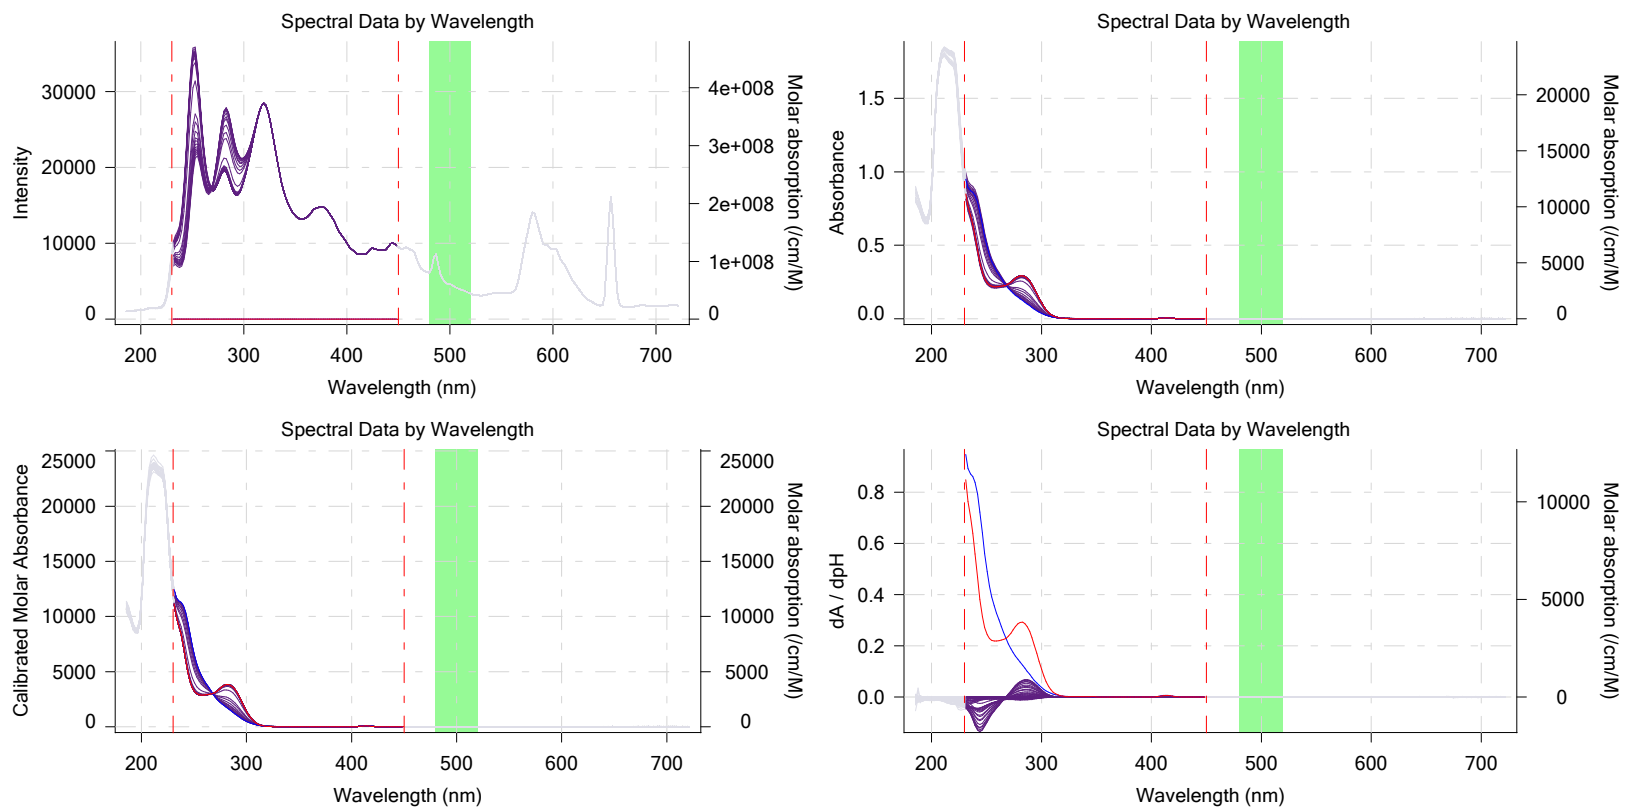 Spectral Data by Wavelength
Intensity
30000
20000
10000
0
4e+008
3e+008
2e+008
1e+008
0
Molar absorption (/cm/M)
200 300 400 500 600 700
Wavelength (nm)
Spectral Data by Wavelength
Absorbance
1.5
1.0
0.5
0.0
20000
15000
10000
5000
0
Molar absorption (/cm/M)
200 300 400 500 600 700
Wavelength (nm)
Spectral Data by Wavelength
Calibrated Molar Absorbance
25000
20000
15000
10000
5000
0
25000
20000
15000
10000
5000
0
Molar absorption (/cm/M)
200 300 400 500 600 700
Wavelength (nm)
Spectral Data by Wavelength
dA / dpH
0.8
0.6
0.4
0.2
0.0
10000
5000
0
Molar absorption (/cm/M)
200 300 400 500 600 700
Wavelength (nm)